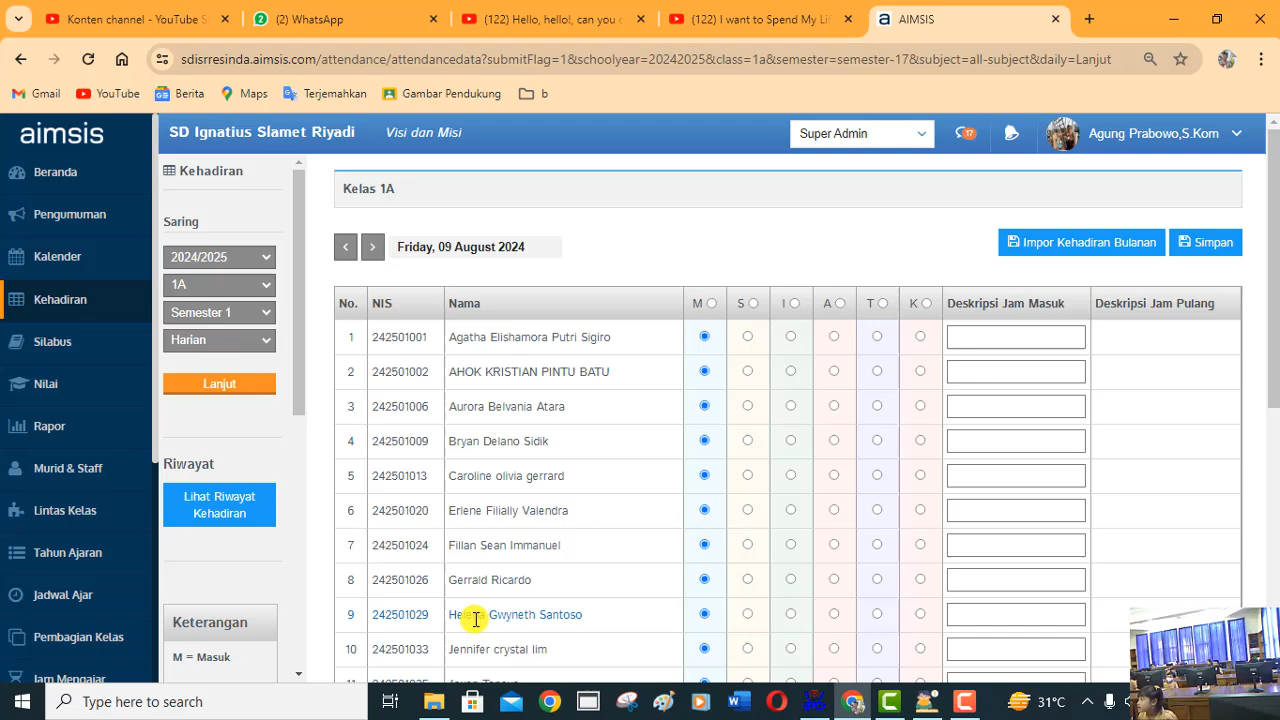 Konten channel - YouTube S
(2) WhatsApp
(122) Hello, hello!, can you c
(122) I want to Spend My Li
AIMSIS
sdisrresinda.aimsis.com/attendance/attendancedata?submitFlag=1&schoolyear=20242025&class=1a&semester=semester-17&subject=all-subject&daily=Lanjut
Gmail
YouTube
Berita
Maps
Terjemahkan
Gambar Pendukung
b
aimsis
SD Ignatius Slamet Riyadi
Visi dan Misi
Super Admin
17
Agung Prabowo,S.Kom
Beranda
Pengumuman
Kalender
Kehadiran
Silabus
Nilai
Rapor
Murid & Staff
Lintas Kelas
Tahun Ajaran
Jadwal Ajar
Pembagian Kelas
Jam Mengajar
Kehadiran
Saring
2024/2025
1A
Semester 1
Harian
Lanjut
Riwayat
Lihat Riwayat
Kehadiran
Keterangan
M = Masuk
Kelas 1A
Friday, 09 August 2024
Impor Kehadiran Bulanan
Simpan
No. NIS Nama M S I A T K Deskripsi Jam Masuk Deskripsi Jam Pulang
1 242501001 Agatha Elishamora Putri Sigiro
2 242501002 AHOK KRISTIAN PINTU BATU
3 242501006 Aurora Belvania Atara
4 242501009 Bryan Delano Sidik
5 242501013 Caroline olivia gerrard
6 242501020 Erlene Filially Valendra
7 242501024 Fillan Sean Immanuel
8 242501026 Gerrald Ricardo
9 242501029 Helena Gwyneth Santoso
10 242501033 Jennifer crystal lim
Type here to search
31°C